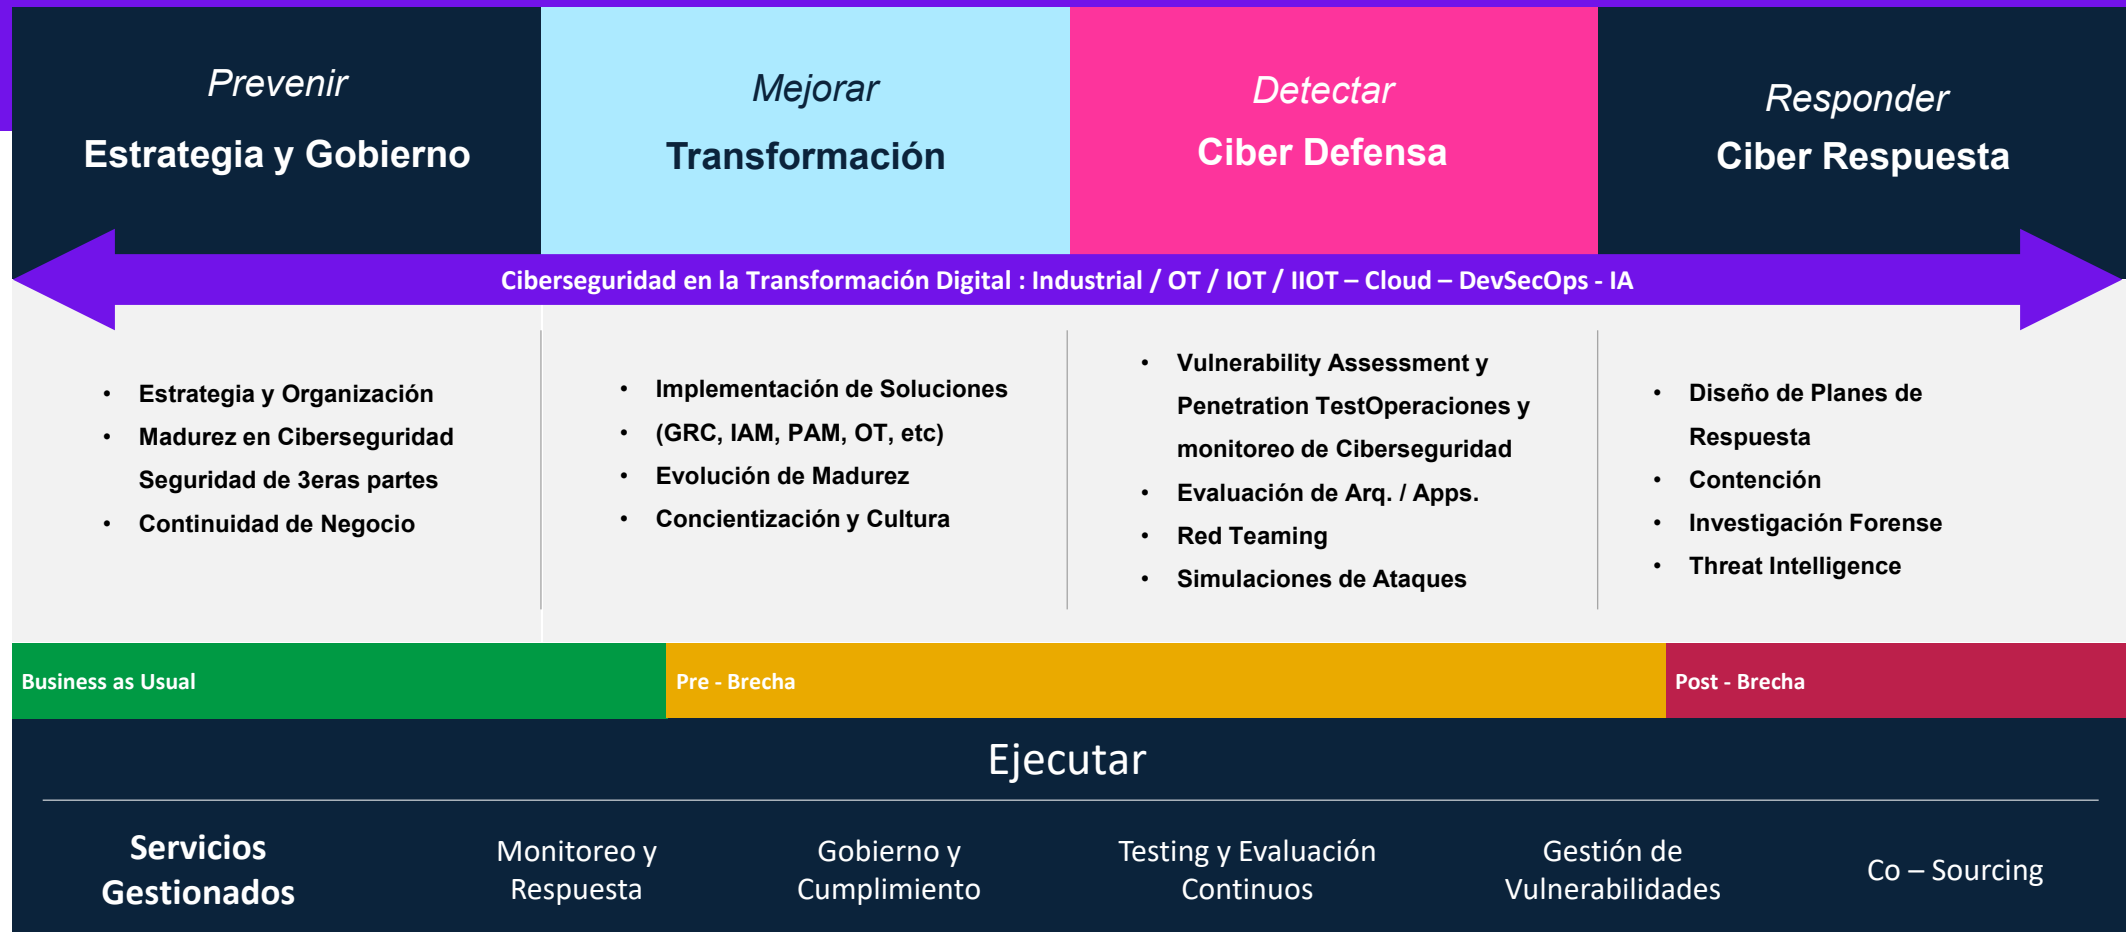 Prevenir
Estrategia y Gobierno
Mejorar
Transformación
Detectar
Ciber Defensa
Responder
Ciber Respuesta
Ciberseguridad en la Transformación Digital : Industrial / OT / IOT / IIOT – Cloud – DevSecOps - IA
• Estrategia y Organización
• Madurez en Ciberseguridad
Seguridad de 3eras partes
• Continuidad de Negocio
• Implementación de Soluciones
• (GRC, IAM, PAM, OT, etc)
• Evolución de Madurez
• Concientización y Cultura
• Vulnerability Assessment y
Penetration TestOperaciones y
monitoreo de Ciberseguridad
• Evaluación de Arq. / Apps.
• Red Teaming
• Simulaciones de Ataques
• Diseño de Planes de
Respuesta
• Contención
• Investigación Forense
• Threat Intelligence
Business as Usual
Pre - Brecha
Post - Brecha
Ejecutar
Servicios
Gestionados
Monitoreo y
Respuesta
Gobierno y
Cumplimiento
Testing y Evaluación
Continuos
Gestión de
Vulnerabilidades
Co – Sourcing